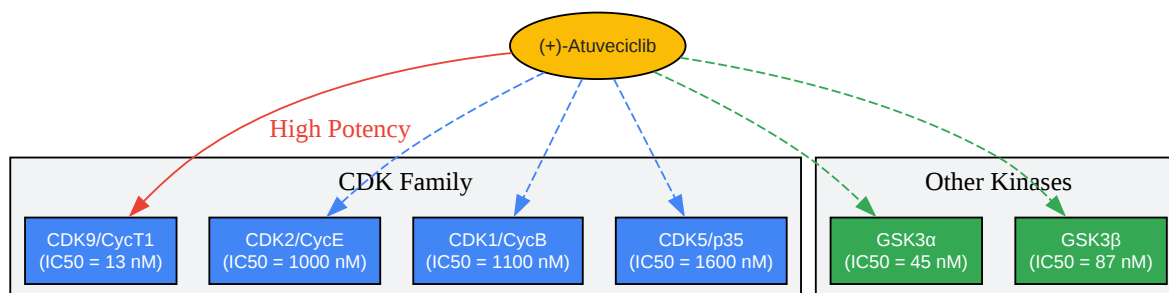 (+)-Atuveciclib
High Potency
CDK Family
Other Kinases
CDK9/CycT1
(IC50 = 13 nM)
CDK2/CycE
(IC50 = 1000 nM)
CDK1/CycB
(IC50 = 1100 nM)
CDK5/p35
(IC50 = 1600 nM)
GSK3α
(IC50 = 45 nM)
GSK3β
(IC50 = 87 nM)